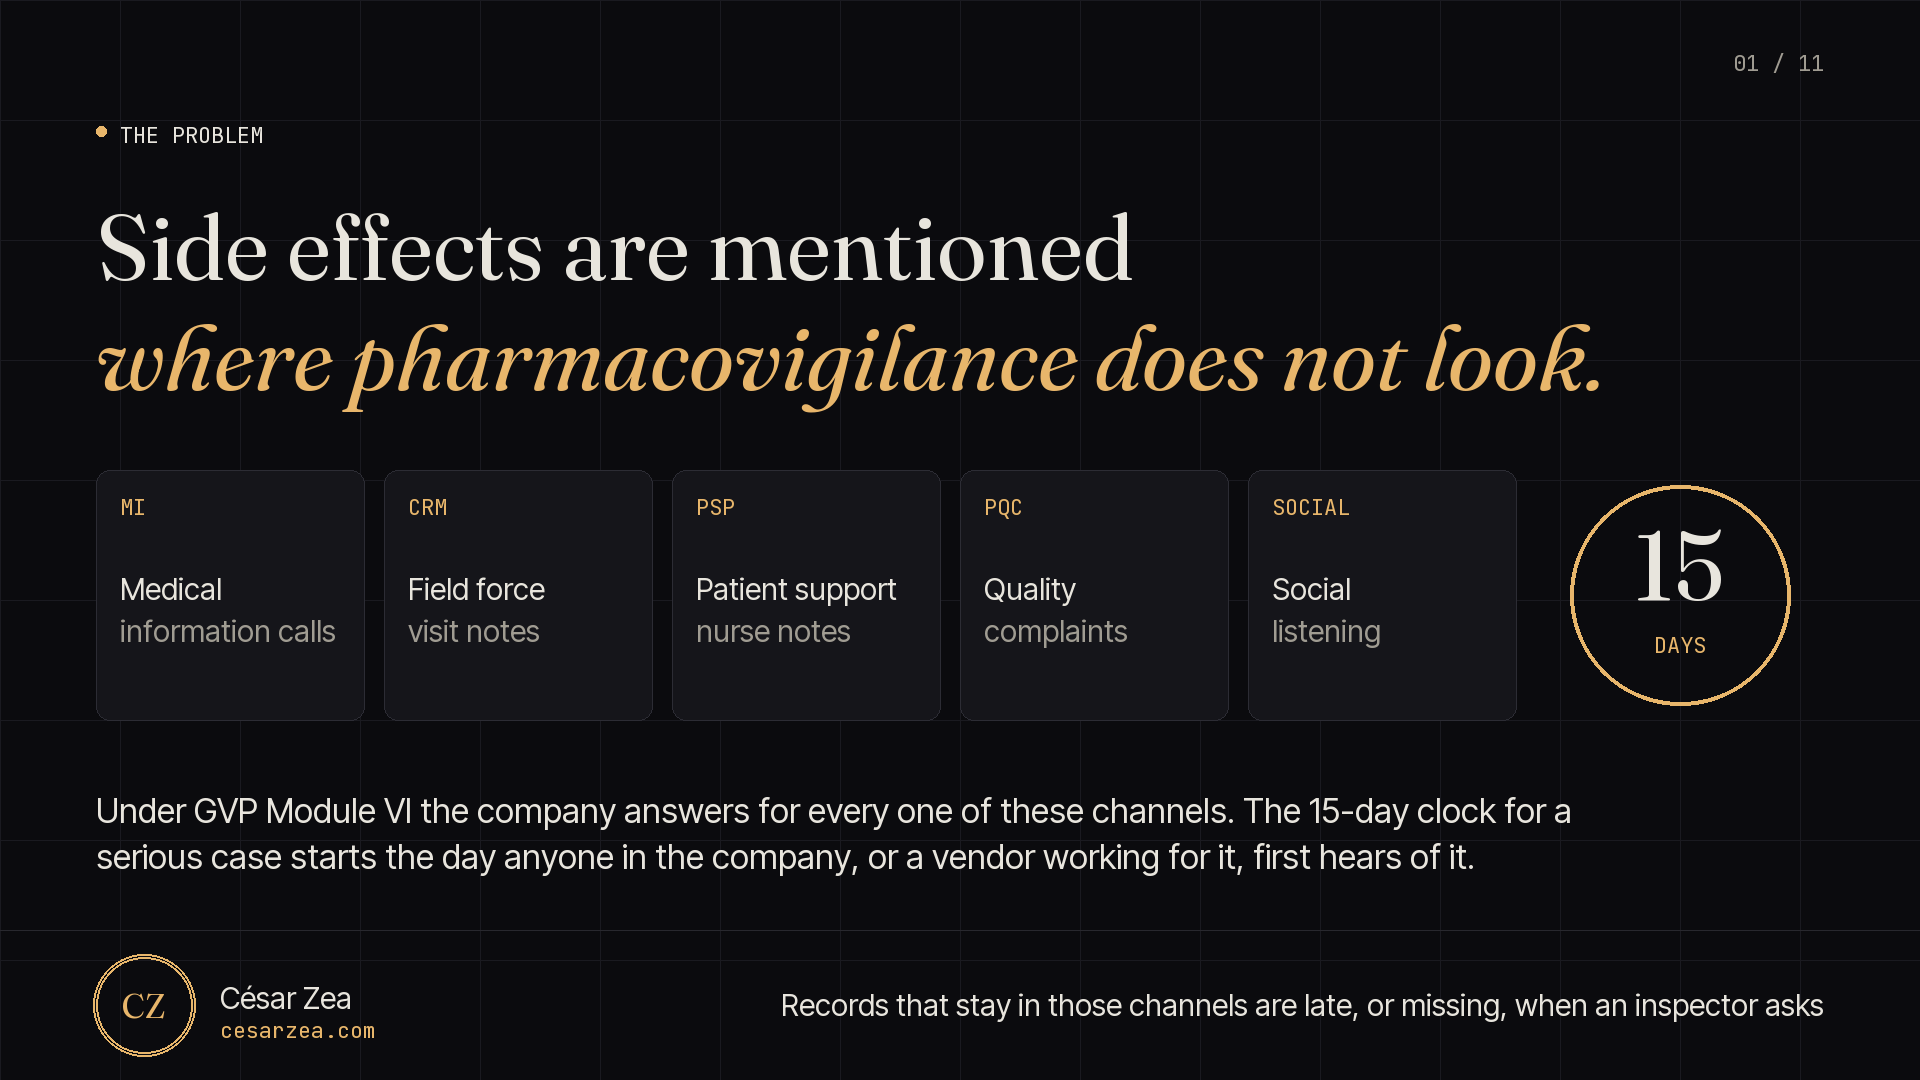 01 / 11
THE PROBLEM
Side effects are mentioned
where pharmacovigilance does not look.
MI
Medical
information calls
CRM
Field force
visit notes
PSP
Patient support
nurse notes
PQC
Quality
complaints
SOCIAL
Social
listening
15
DAYS
Under GVP Module VI the company answers for every one of these channels. The 15-day clock for a
serious case starts the day anyone in the company, or a vendor working for it, first hears of it.
CZ
César Zea
cesarzea.com
Records that stay in those channels are late, or missing, when an inspector asks